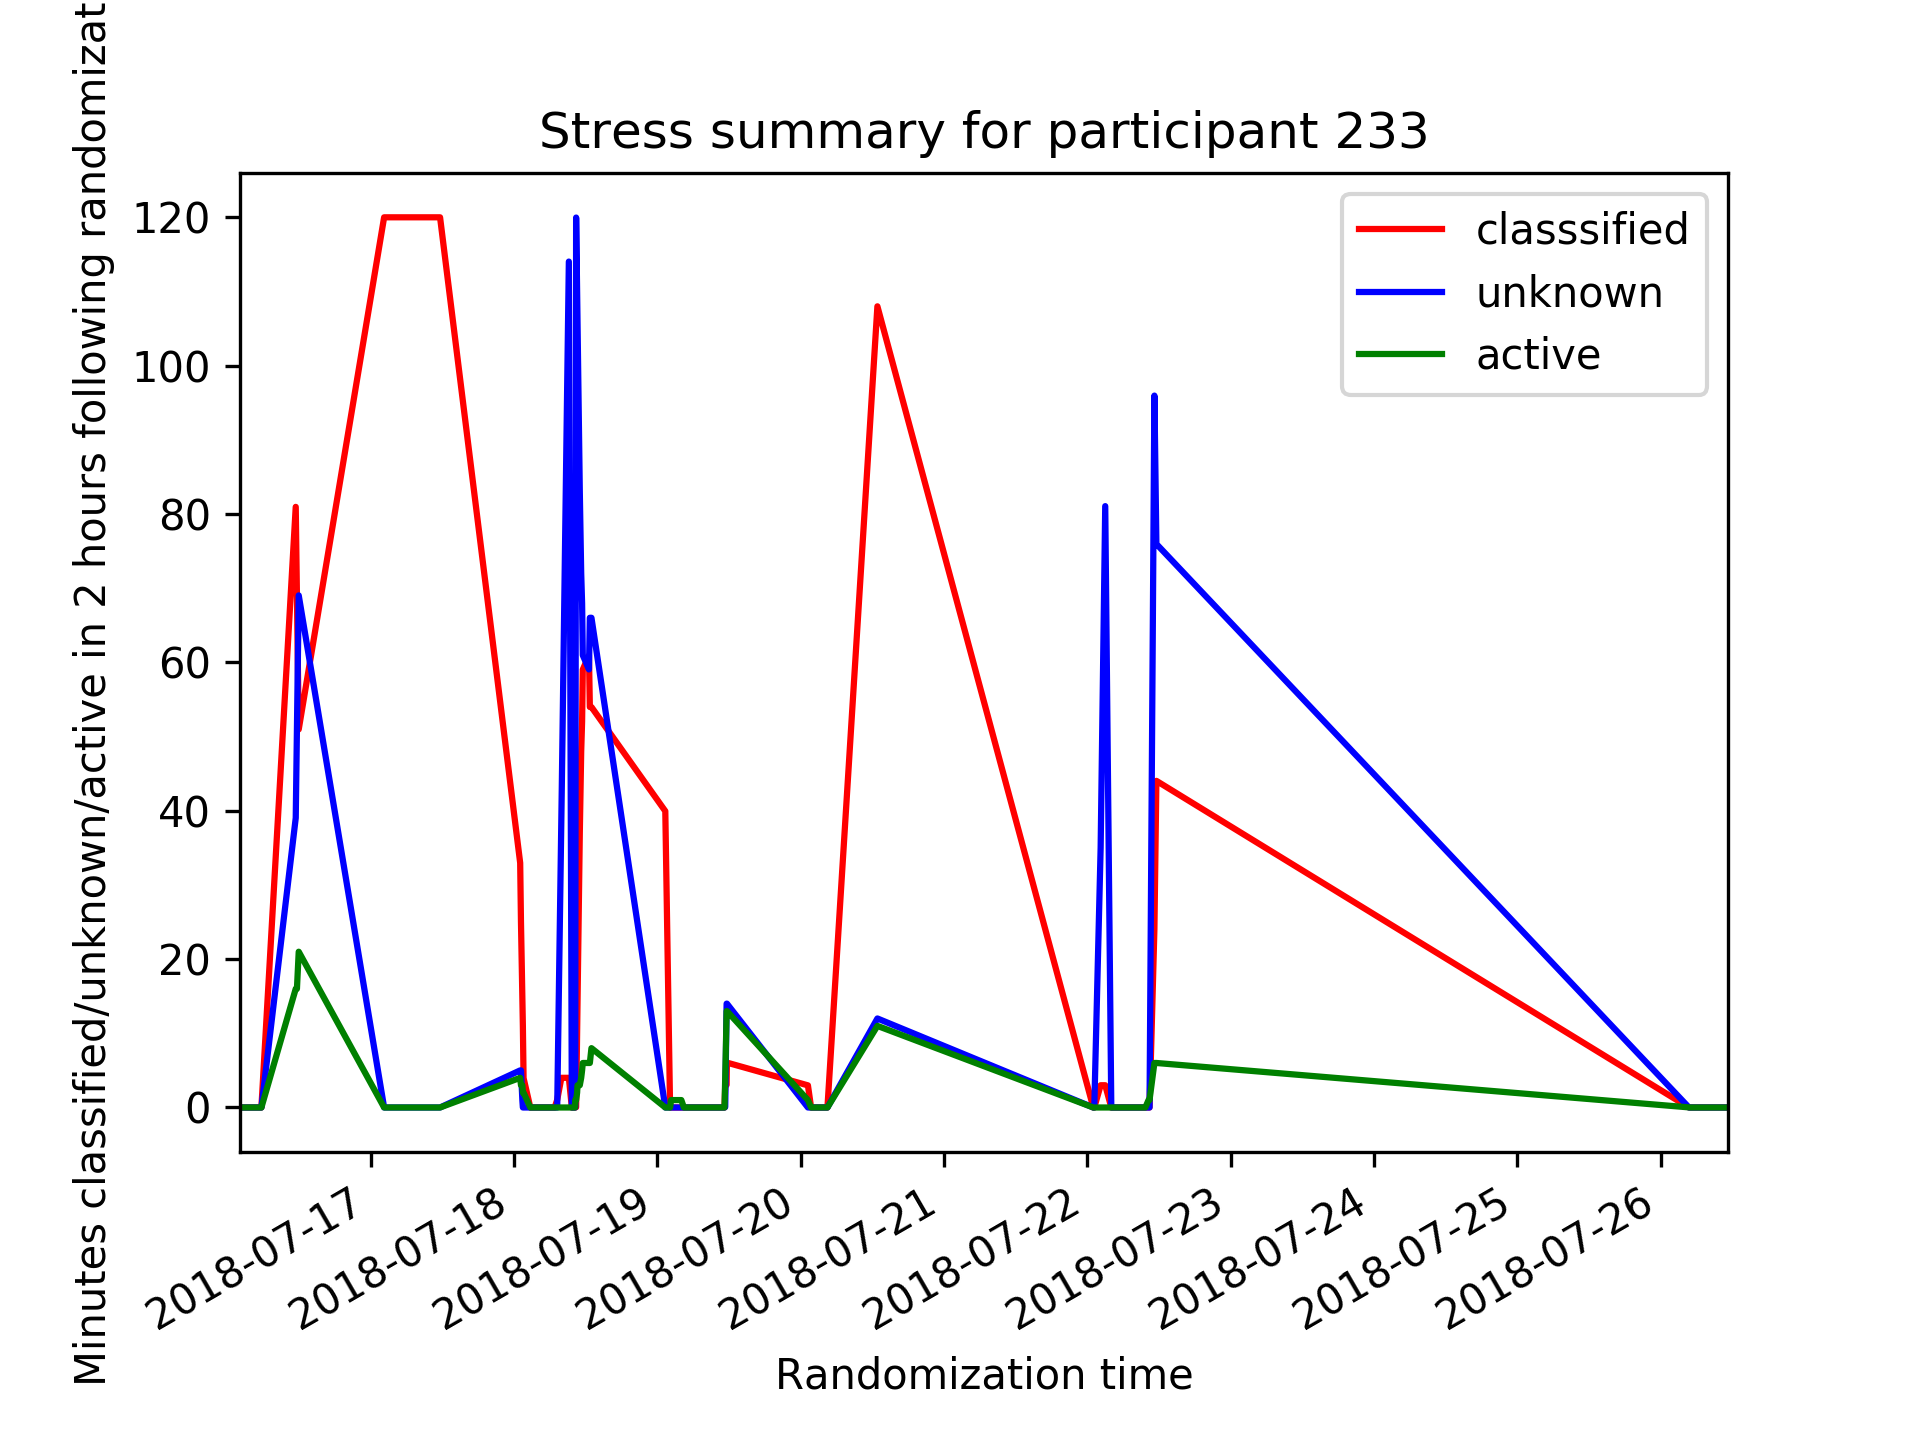 Stress summary for participant 233
Minutes classified/unknown/active in 2 hours following randomizat
120
100
80
60
40
20
0
classsified
unknown
active
2018-07-17
2018-07-18
2018-07-19
2018-07-20
2018-07-21
2018-07-22
2018-07-23
2018-07-24
2018-07-25
2018-07-26
Randomization time